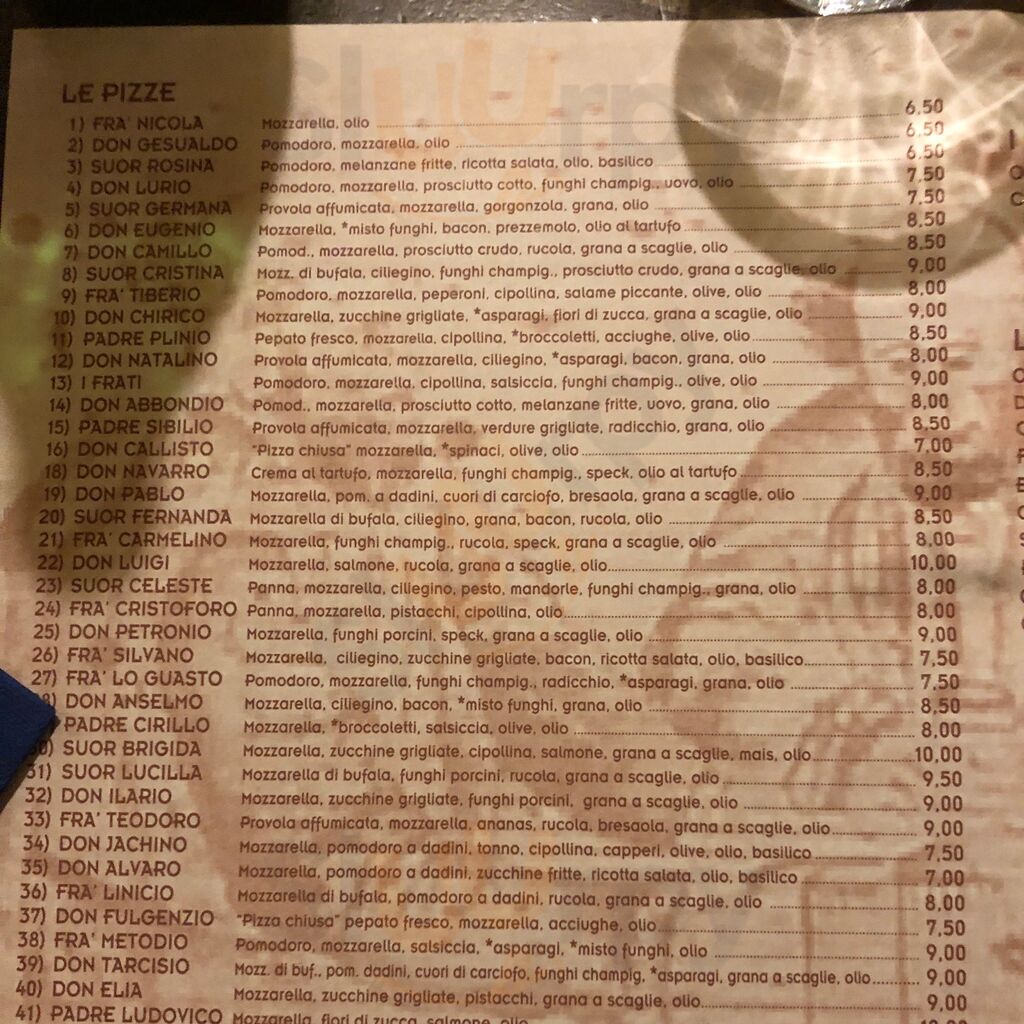 LE PIZZE
1) FRA' NICOLA Mozzarella, olio 6.50
2) DON GESUALDO Pomodoro, mozzarella, olio 6.50
3) SUOR ROSINA Pomodoro, melanzane fritte, ricotta salata, olio, basilico 6.50
4) DON LURIO Pomodoro, mozzarella, prosciutto cotto, funghi champig., uovo, olio 7.50
5) SUOR GERMANA Provola affumicata, mozzarella, gorgonzola, grana, olio 7.50
6) DON EUGENIO Mozzarella, *misto funghi, bacon, prezzemolo, olio al tartufo 8,50
7) DON CAMILLO Pomod., mozzarella, prosciutto crudo, rucola, grana a scaglie, olio 8,50
8) SUOR CRISTINA Mozz. di bufala, ciliegino, funghi champig., prosciutto crudo, grana a scaglie, olio 9,00
9) FRA' TIBERIO Pomodoro, mozzarella, peperoni, cipollina, salame piccante, olive, olio 8,00
10) DON CHIRICO Mozzarella, zucchine grigliate, *asparagi, fiori di zucca, grana a scaglie, olio 9,00
11) PADRE PLINIO Pepato fresco, mozzarella, cipollina, *broccoletti, acciughe, olive, olio 8,50
12) DON NATALINO Provola affumicata, mozzarella, ciliegino, *asparagi, bacon, grana, olio 8,00
13) I FRATI Pomodoro, mozzarella, cipollina, salsiccia, funghi champig., olive, olio 9,00
14) DON ABBONDIO Pomod., mozzarella, prosciutto cotto, melanzane fritte, uovo, grana, olio 8,00
15) PADRE SIBILIO Provola affumicata, mozzarella, verdure grigliate, radicchio, grana, olio 8,50
16) DON CALLISTO "Pizza chiusa" mozzarella, *spinaci, olive, olio 7,00
18) DON NAVARRO Crema al tartufo, mozzarella, funghi champig., speck, olio al tartufo 8,50
19) DON PABLO Mozzarella, pom. a dadini, cuori di carciofo, bresaola, grana a scaglie, olio 9,00
20) SUOR FERNANDA Mozzarella di bufala, ciliegino, grana, bacon, rucola, olio 8,50
21) FRA' CARMELINO Mozzarella, funghi champig., rucola, speck, grana a scaglie, olio 8,00
22) DON LUIGI Mozzarella, salmone, rucola, grana a scaglie, olio 10,00
23) SUOR CELESTE Panna, mozzarella, ciliegino, pesto, mandorle, funghi champig., grana, olio 8,00
24) FRA' CRISTOFORO Panna, mozzarella, pistacchi, cipollina, olio 8,00
25) DON PETRONIO Mozzarella, funghi porcini, speck, grana a scaglie, olio 9,00
26) FRA' SILVANO Mozzarella, ciliegino, zucchine grigliate, bacon, ricotta salata, olio, basilico 7,50
27) FRA' LO GUASTO Pomodoro, mozzarella, funghi champig., radicchio, *asparagi, grana, olio 7,50
DON ANSELMO Mozzarella, ciliegino, bacon, *misto funghi, grana, olio 8,50
PADRE CIRILLO Mozzarella, *broccoletti, salsiccia, olive, olio 8,00
30) SUOR BRIGIDA Mozzarella, zucchine grigliate, cipollina, salmone, grana a scaglie, mais, olio 10,00
31) SUOR LUCILLA Mozzarella di bufala, funghi porcini, rucola, grana a scaglie, olio 9,50
32) DON ILARIO Mozzarella, zucchine grigliate, funghi porcini, grana a scaglie, olio 9,00
33) FRA' TEODORO Provola affumicata, mozzarella, ananas, rucola, bresaola, grana a scaglie, olio 9,00
34) DON JACHINO Mozzarella, pomodoro a dadini, tonno, cipollina, capperi, olive, olio, basilico 7,50
35) DON ALVARO Mozzarella, pomodoro a dadini, zucchine fritte, ricotta salata, olio, basilico 7,00
36) FRA' LINICIO Mozzarella di bufala, pomodoro a dadini, rucola, grana a scaglie, olio 8,00
37) DON FULGENZIO "Pizza chiusa" pepato fresco, mozzarella, acciughe, olio 7,50
38) FRA' METODIO Pomodoro, mozzarella, salsiccia, *asparagi, *misto funghi, olio 9,00
39) DON TARCISIO Mozz. di buf., pom. dadini, cuori di carciofo, funghi champig, *asparagi, grana a scaglie, olio 9,00
40) DON ELIA Mozzarella, zucchine grigliate, pistacchi, grana a scaglie, olio 9,00
41) PADRE LUDOVICO Mozzarella, fiori di zucca, salmone, olio